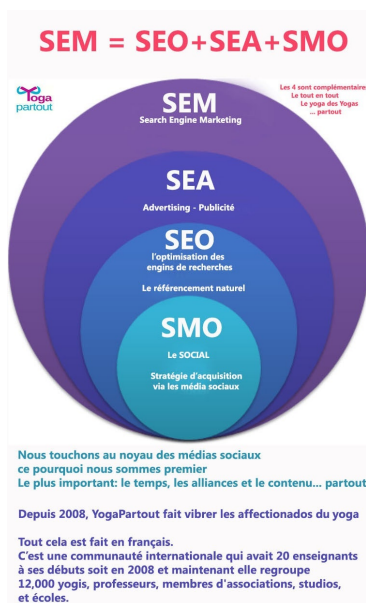 SEM = SEO+SEA+SMO
Yoga
partout
Les 4 sont complémentaire
Le tout en tout
Le yoga des Yogas
... partout
SEM
Search Engine Marketing
SEA
Advertising - Publicité
SEO
l'optimisation des
engins de recherches
Le référencement naturel
SMO
Le SOCIAL
Stratégie d'acquisition
via les média sociaux
Nous touchons au noyau des médias sociaux
ce pourquoi nous sommes premier
Le plus important: le temps, les alliances et le contenu... partout
Depuis 2008, YogaPartout fait vibrer les affectionados du yoga
Tout cela est fait en français.
C'est une communauté internationale qui avait 20 enseignants
à ses débuts soit en 2008 et maintenant elle regroupe
12,000 yogis, professeurs, membres d'associations, studios,
et écoles.